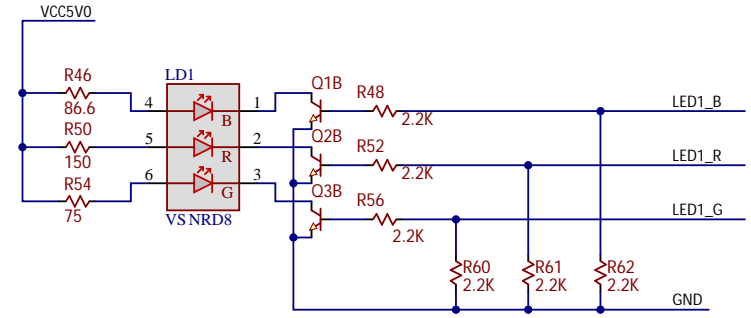 VCC5V0
R46
86.6
R50
150
R54
75
LD1
4
1
B
5
2
R
6
3
G
VS NRD8
Q1B
R48
2.2K
LED1_B
Q2B
R52
2.2K
LED1_R
Q3B
R56
2.2K
LED1_G
R60
2.2K
R61
2.2K
R62
2.2K
GND